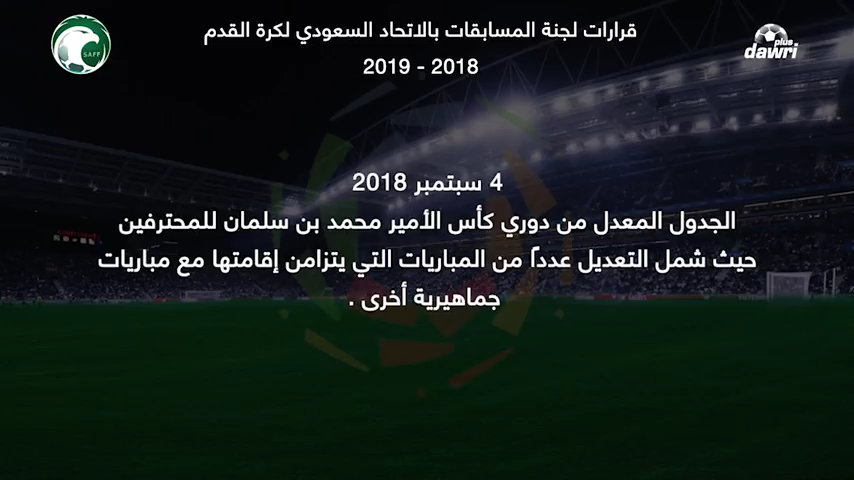 قرارات لجنة المسابقات بالاتحاد السعودي لكرة القدم
2018 - 2019
SAFF
plus
dawri
4 سبتمبر 2018
الجدول المعدل من دوري كأس الأمير محمد بن سلمان للمحترفين
حيث شمل التعديل عدداً من المباريات التي يتزامن إقامتها مع مباريات
جماهيرية أخرى .